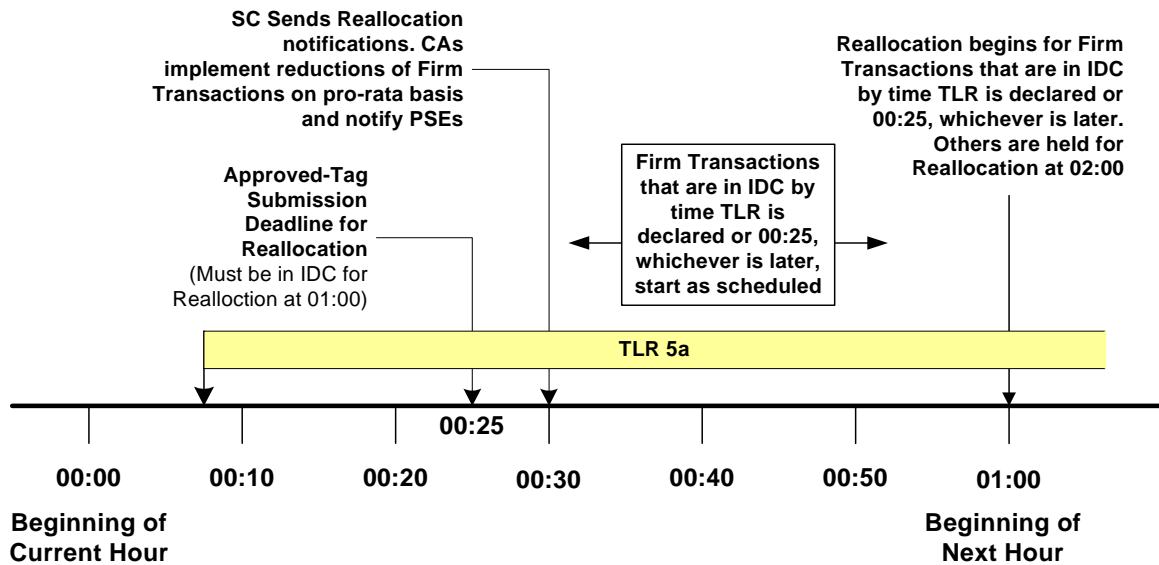 SC Sends Reallocation
notifications. CAs
implement reductions of Firm
Transactions on pro-rata basis
and notify PSEs
Reallocation begins for Firm
Transactions that are in IDC
by time TLR is declared or
00:25, whichever is later.
Others are held for
Reallocation at 02:00
Approved-Tag
Submission
Deadline for
Reallocation
(Must be in IDC for
Realloction at 01:00)
Firm Transactions
that are in IDC by
time TLR is
declared or 00:25,
whichever is later,
start as scheduled
TLR 5a
00:25
00:00 00:10 00:20 00:30 00:40 00:50 01:00
Beginning of
Current Hour
Beginning of
Next Hour